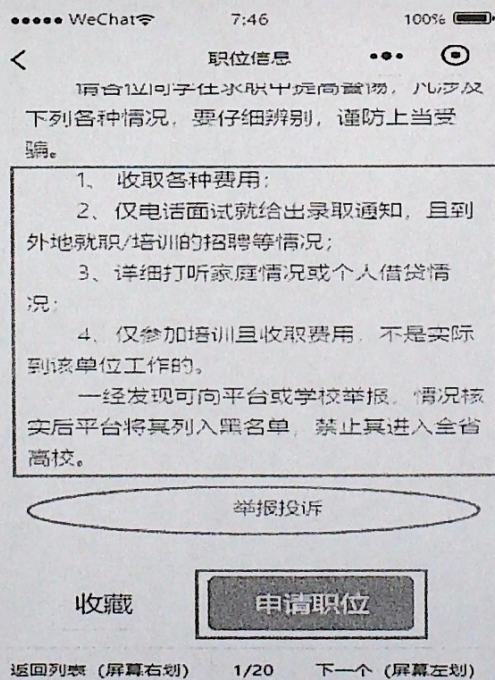 WeChat 7:46 100%
职位信息
请各位同学在求职中提高警惕，凡涉及
下列各种情况，要仔细辨别，谨防上当受
骗。
1、 收取各种费用；
2、仅电话面试就给出录取通知，且到
外地就职/培训的招聘等情况；
3、详细打听家庭情况或个人借贷情
况；
4、仅参加培训且收取费用，不是实际
到该单位工作的。
一经发现可向平台或学校举报，情况核
实后平台将其列入黑名单，禁止其进入全省
高校。
举报投诉
收藏 申请职位
返回列表（屏幕右划） 1/20 下一个（屏幕左划）